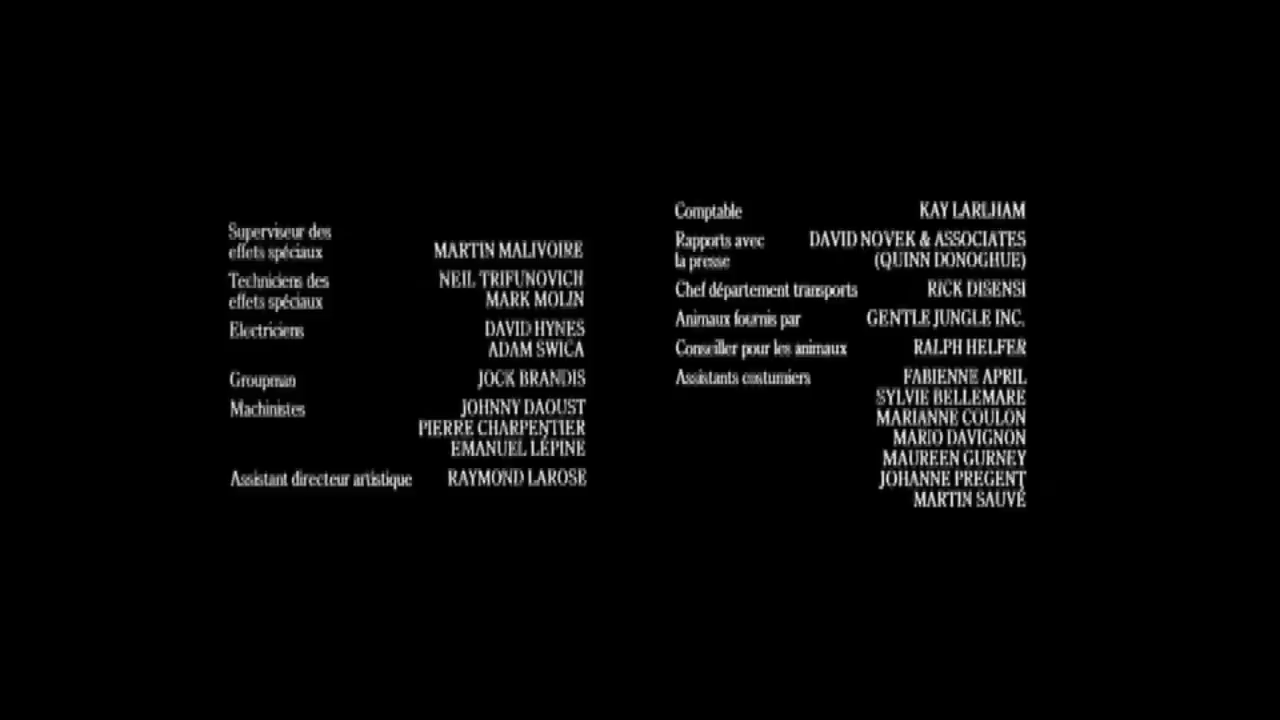 Superviseur des
effets spéciaux MARTIN MALIVOIRE
Techniciens des NEIL TRIFUNOVICH
effets spéciaux MARK MOLIN
Electriciens DAVID HYNES
ADAM SWICA
Groupman JOCK BRANDIS
Machinistes JOHNNY DAOUST
PIERRE CHARPENTIER
EMANUEL LÉPINE
Assistant directeur artistique RAYMOND LAROSE
Comptable KAY LARLHAM
Rapports avec DAVID NOVEK & ASSOCIATES
la presse (QUINN DONOGHUE)
Chef département transports RICK DISENSI
Animaux fournis par GENTLE JUNGLE INC.
Conseiller pour les animaux RALPH HELFER
Assistants costumiers FABIENNE APRIL
SYLVIE BELLEMARE
MARIANNE COULON
MARIO DAVIGNON
MAUREEN GURNEY
JOHANNE PREGENT
MARTIN SAUVÉ